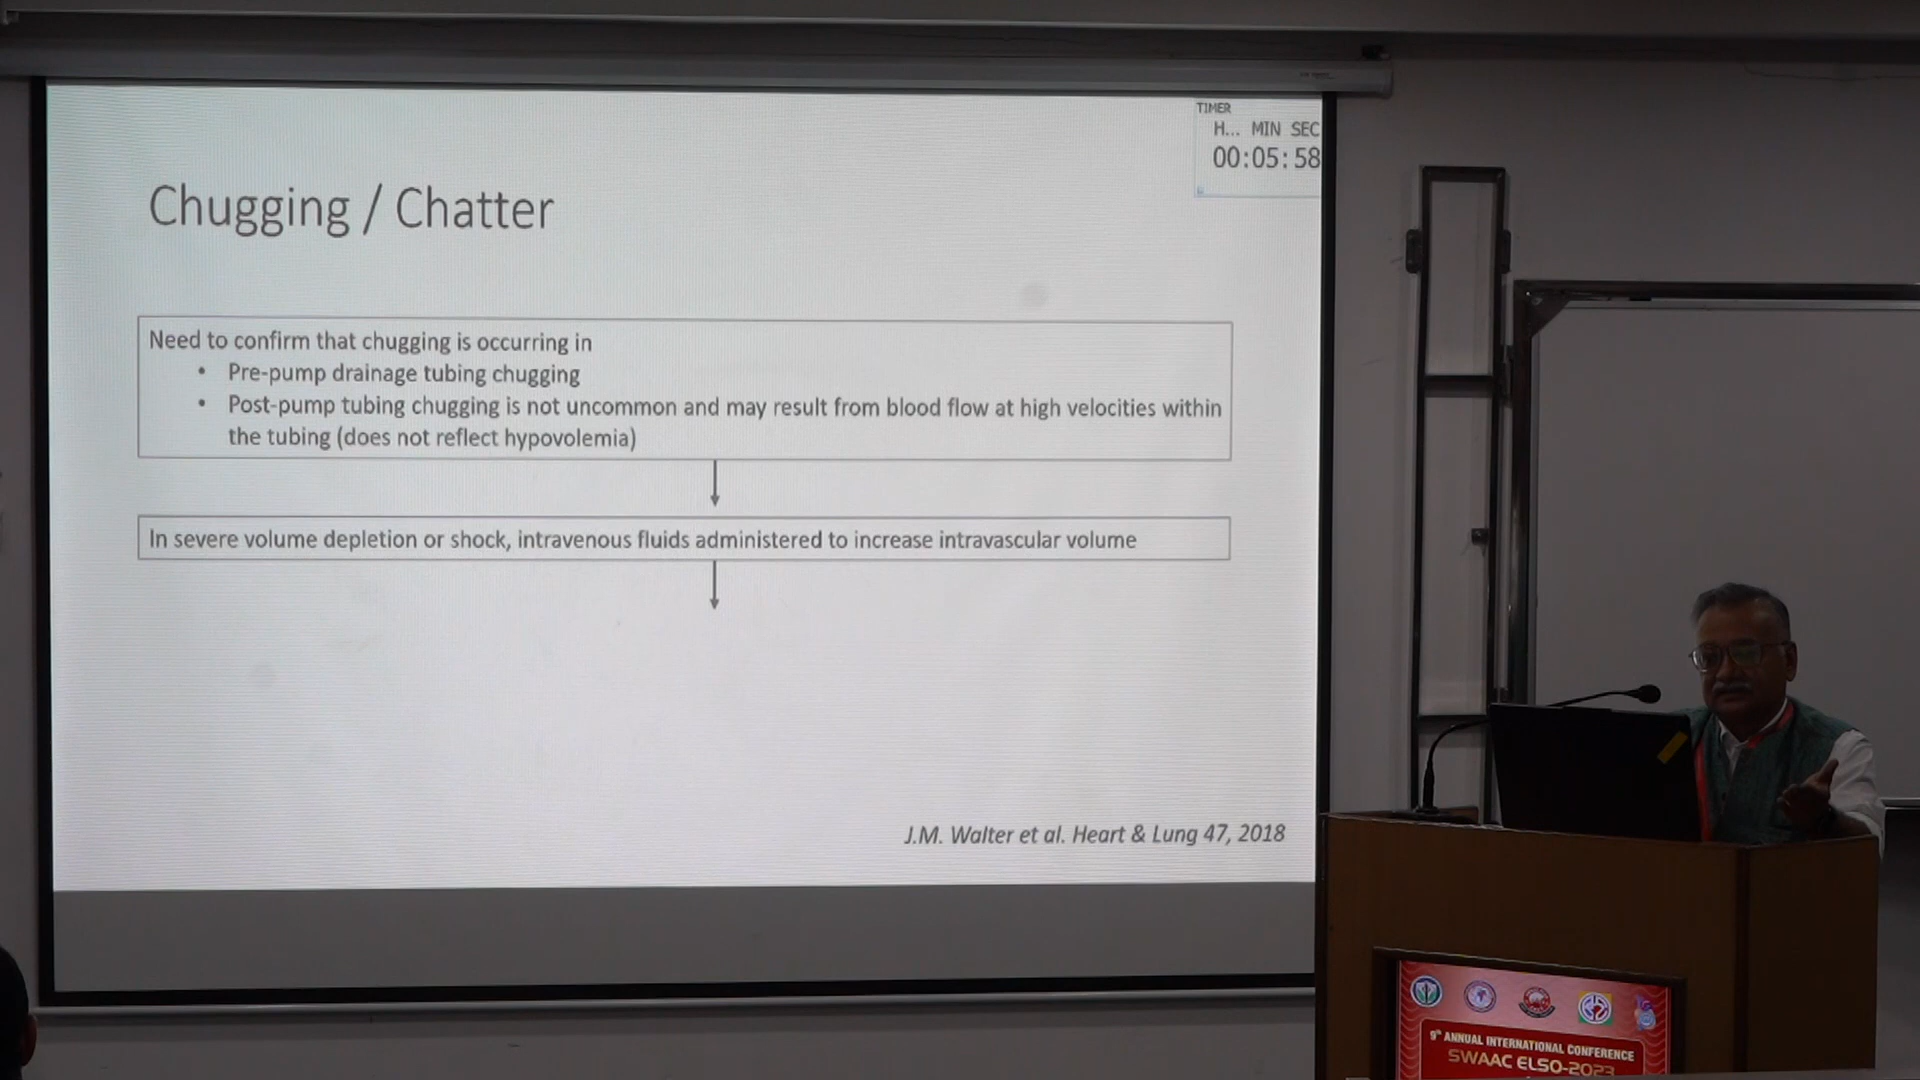 TIMER
H... MIN SEC
00:05:58
Chugging / Chatter
Need to confirm that chugging is occurring in
• Pre-pump drainage tubing chugging
• Post-pump tubing chugging is not uncommon and may result from blood flow at high velocities within
the tubing (does not reflect hypovolemia)
In severe volume depletion or shock, intravenous fluids administered to increase intravascular volume
J.M. Walter et al. Heart & Lung 47, 2018
9th ANNUAL INTERNATIONAL CONFERENCE
SWAAC ELSO-2023